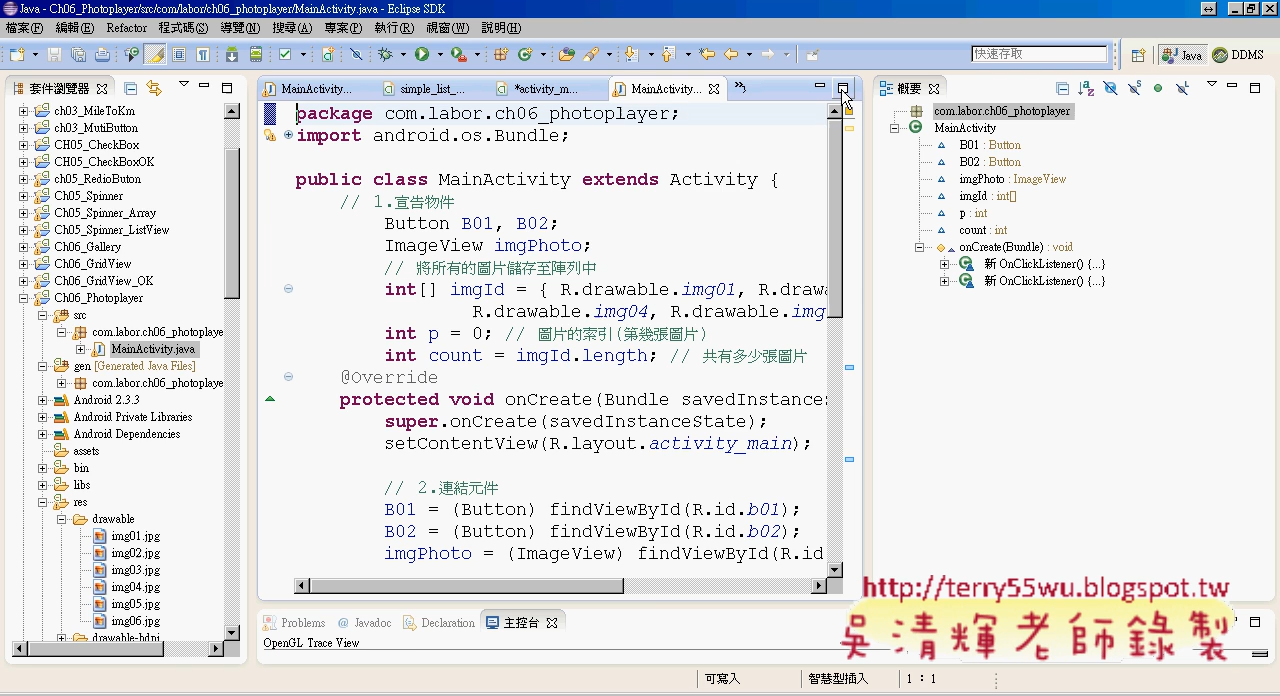 Java - Ch06_Photoplayer/src/com/labor/ch06_photoplayer/MainActivity.java - Eclipse SDK
檔案(F) 編輯(E) Refactor 程式碼(S) 導覽(N) 搜尋(A) 專案(P) 執行(R) 視窗(W) 說明(H)
快速存取 Java DDMS
套件瀏覽器
ch03_MileToKm
ch03_MutiButton
CH05_CheckBox
CH05_CheckBoxOK
ch05_RedioButon
Ch05_Spinner
Ch05_Spinner_Array
Ch05_Spinner_ListView
Ch06_Gallery
Ch06_GridView
Ch06_GridView_OK
Ch06_Photoplayer
src
com.labor.ch06_photoplaye
MainActivity.java
gen [Generated Java Files]
com.labor.ch06_photoplaye
Android 2.3.3
Android Private Libraries
Android Dependencies
assets
bin
libs
res
drawable
img01.jpg
img02.jpg
img03.jpg
img04.jpg
img05.jpg
img06.jpg
drawable-hdpi
MainActivity... simple_list_... *activity_m... MainActivity...
package com.labor.ch06_photoplayer;
import android.os.Bundle;
public class MainActivity extends Activity {
// 1.宣告物件
Button B01, B02;
ImageView imgPhoto;
// 將所有的圖片儲存至陣列中
int[] imgId = { R.drawable.img01, R.drawa
R.drawable.img04, R.drawable.img
int p = 0; // 圖片的索引(第幾張圖片)
int count = imgId.length; // 共有多少張圖片
@Override
protected void onCreate(Bundle savedInstances
super.onCreate(savedInstanceState);
setContentView(R.layout.activity_main);
// 2.連結元件
B01 = (Button) findViewById(R.id.b01);
B02 = (Button) findViewById(R.id.b02);
imgPhoto = (ImageView) findViewById(R.id
概要
com.labor.ch06_photoplayer
MainActivity
B01 : Button
B02 : Button
imgPhoto : ImageView
imgId : int[]
p : int
count : int
onCreate(Bundle) : void
新 OnClickListener() {...}
新 OnClickListener() {...}
Problems @ Javadoc Declaration 主控台
OpenGL Trace View
http://terry55wu.blogspot.tw
吳清輝老師錄製
可寫入 智慧型插入 1 : 1